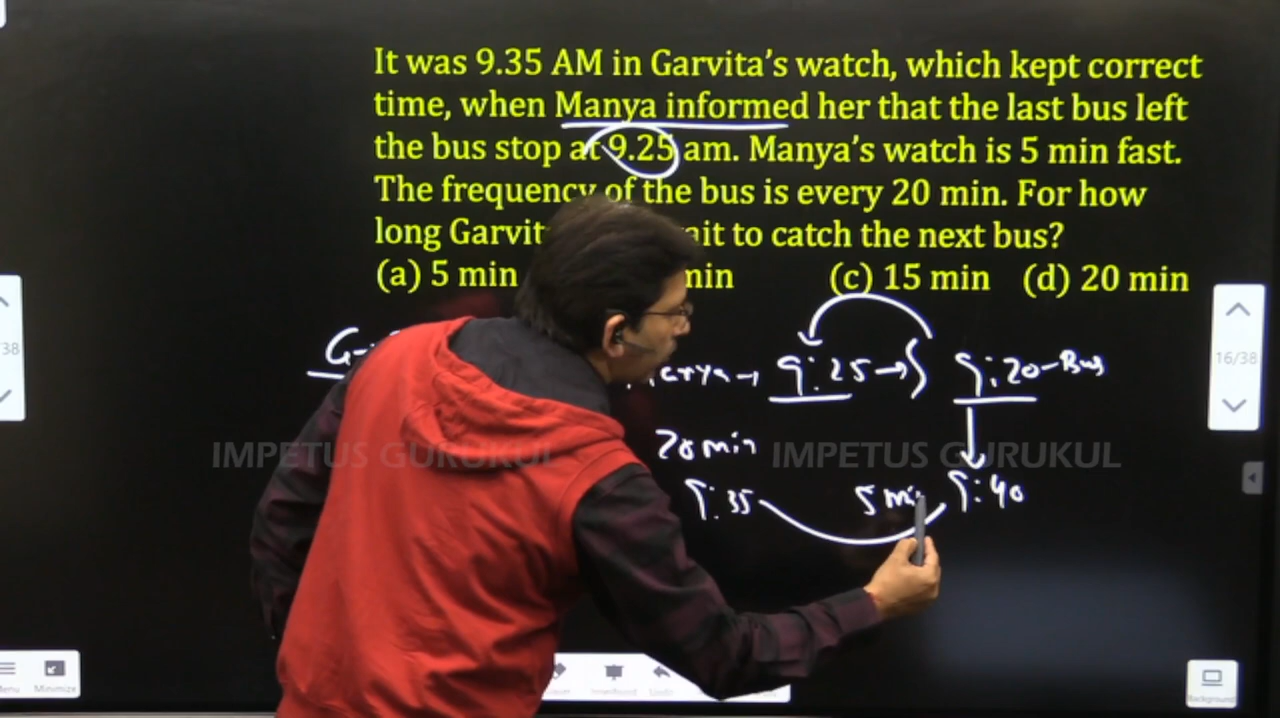 It was 9.35 AM in Garvita's watch, which kept correct
time, when Manya informed her that the last bus left
the bus stop at 9.25 am. Manya's watch is 5 min fast.
The frequency of the bus is every 20 min. For how
long to catch the next bus?
(a) 5 min min (c) 15 min (d) 20 min
G-
9:25 → 9:20-Bus
20 min
9:35 5 min 9:40
IMPETUS GURUKUL IMPETUS GURUKUL
16/38
Minimize
Background